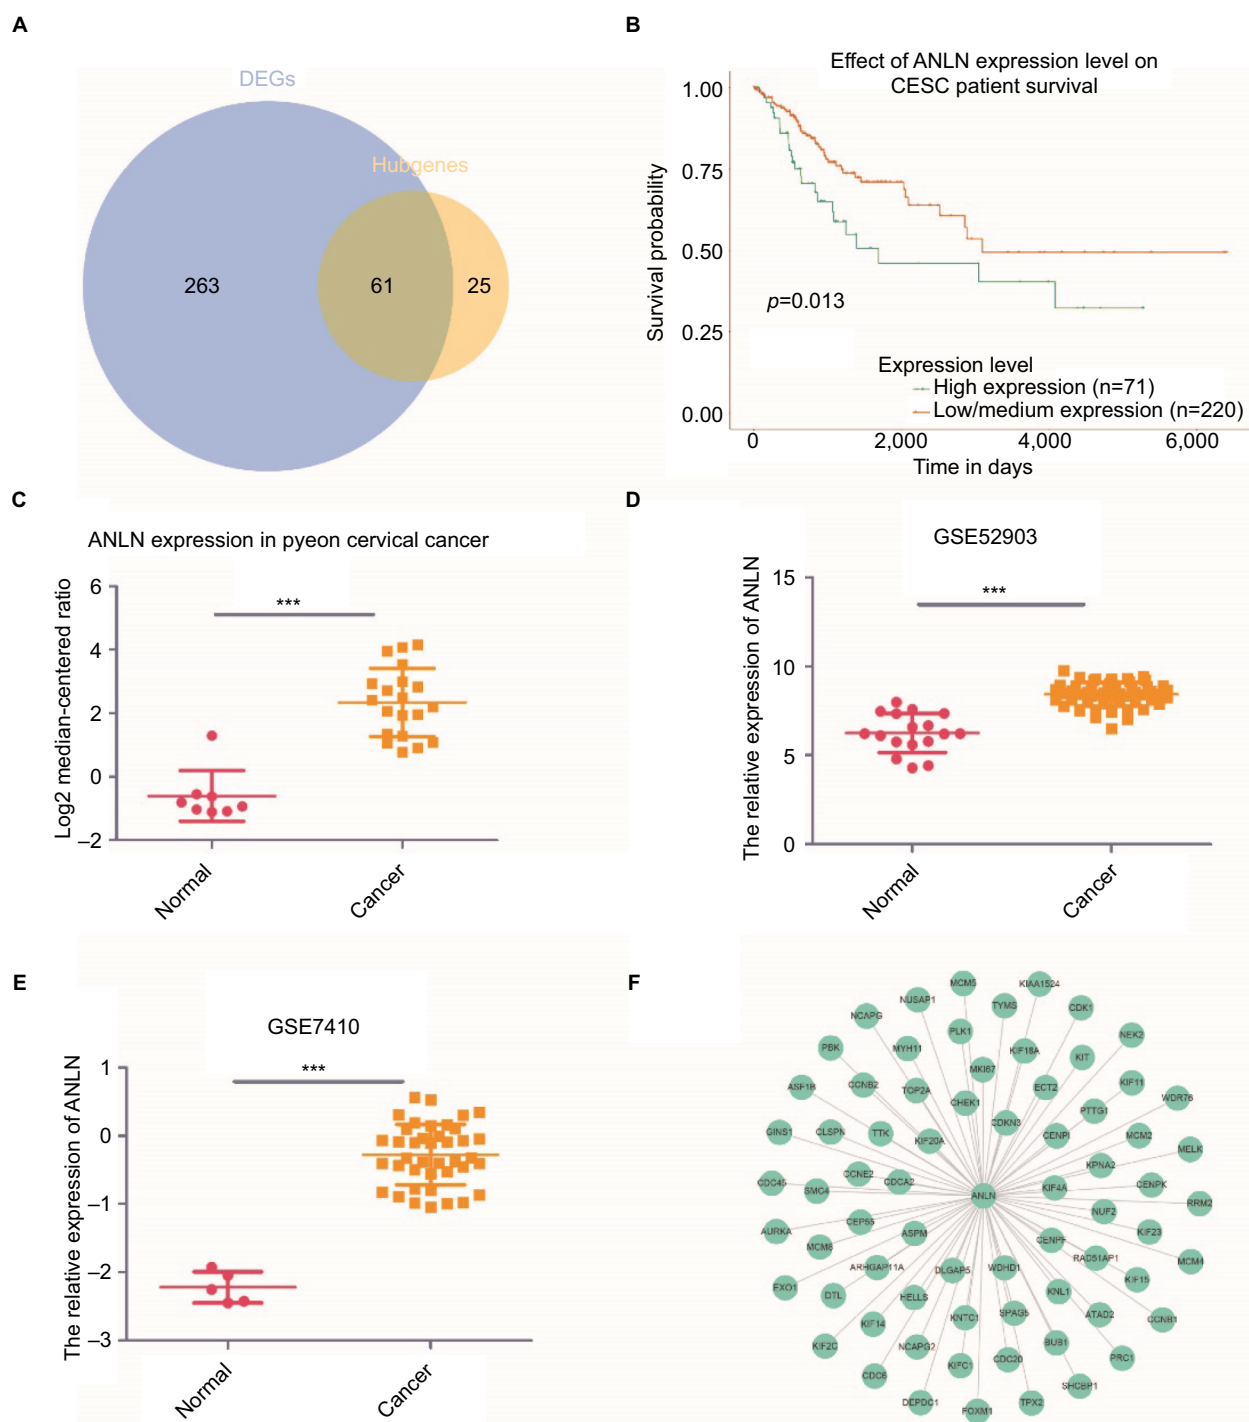 A
DEGs
Hubgenes
263
61
25
B
Effect of ANLN expression level on
CESC patient survival
Survival probability
1.00
0.75
0.50
0.25
0.00
p=0.013
Expression level
High expression (n=71)
Low/medium expression (n=220)
0
2,000
4,000
6,000
Time in days
C
ANLN expression in pyeon cervical cancer
Log2 median-centered ratio
6
4
2
0
–2
***
Normal
Cancer
D
GSE52903
The relative expression of ANLN
15
10
5
0
***
Normal
Cancer
E
GSE7410
The relative expression of ANLN
1
0
–1
–2
–3
***
Normal
Cancer
F
MCM5
KIAA1524
NUSAP1
TYMS
CDK1
NCAPG
PLK1
NEK2
PBK
MYH11
KIF18A
KIT
MKI67
ASF1B
CCNB2
TOP2A
ECT2
KIF11
WDR76
CHEK1
PTTG1
GINS1
CLSPN
TTK
KIF20A
CDKN3
CENPI
MCM2
MELK
KPNA2
CDC45
SMC4
CCNE2
CDCA2
ANLN
KIF4A
CENPK
RRM2
NUF2
AURKA
CEP55
ASPM
KIF23
MCM8
CENPF
RAD51AP1
MCM4
EXO1
ARHGAP11A
DLGAP5
WDHD1
KIF15
DTL
HELLS
KNL1
KIF14
KNTC1
SPAG5
ATAD2
CCNB1
KIF2C
NCAPG2
BUB1
CDC6
KIFC1
CDC20
PRC1
DEPDC1
FOXM1
TPX2
SHCBP1